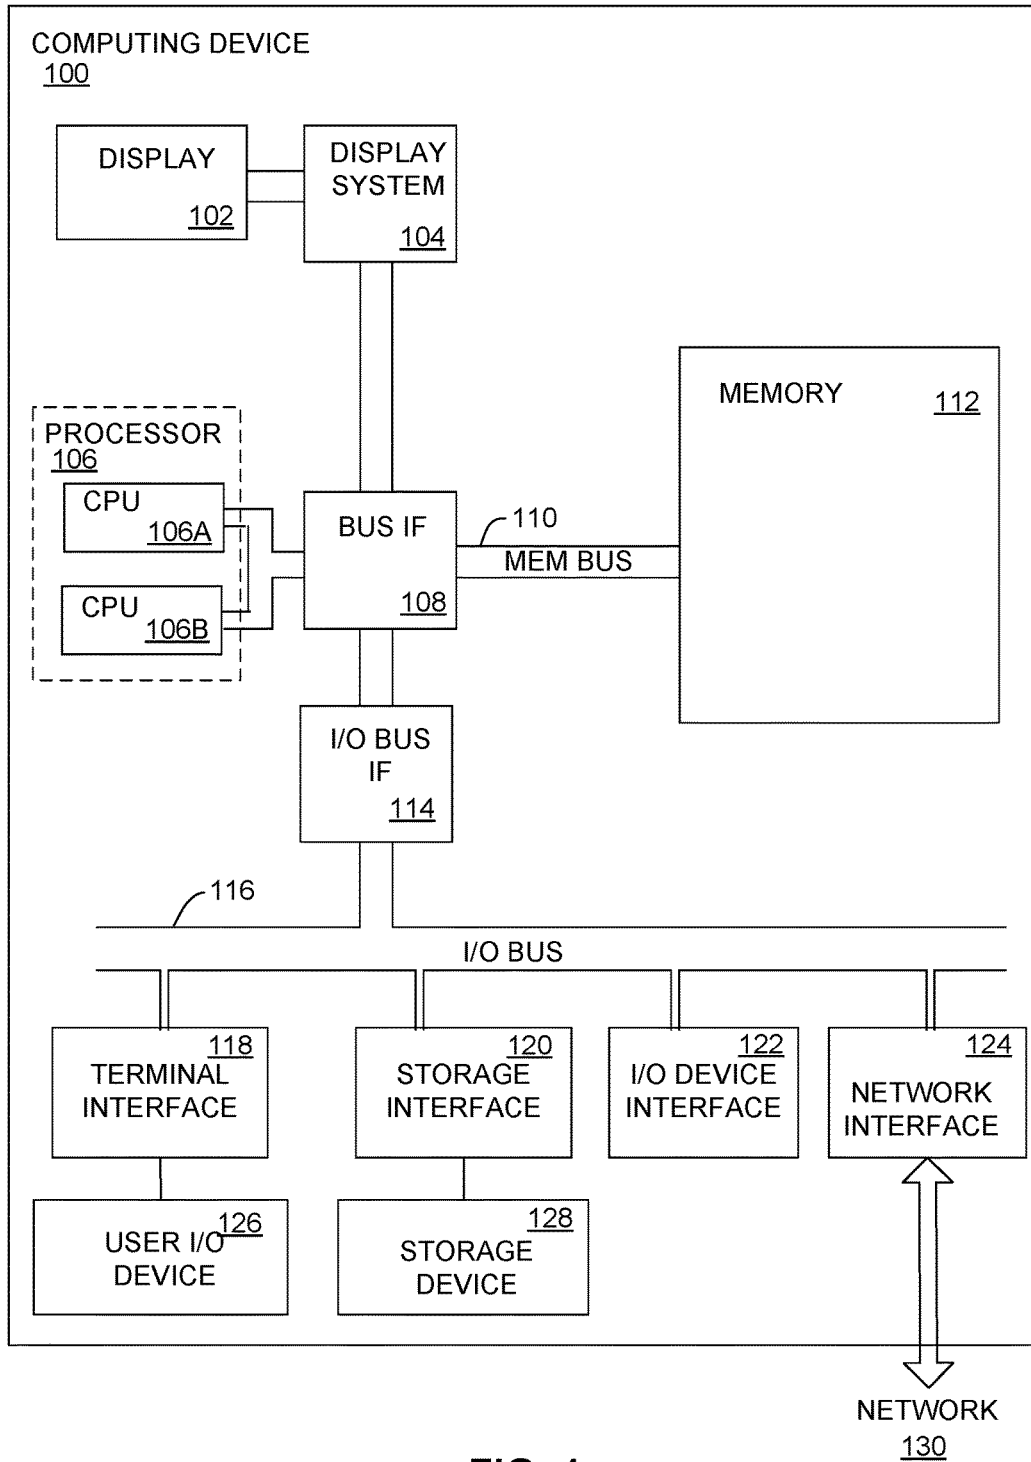 COMPUTING DEVICE
100
DISPLAY
102
DISPLAY
SYSTEM
104
MEMORY
112
PROCESSOR
106
CPU
106A
CPU
106B
BUS IF
108
110
MEM BUS
I/O BUS
IF
114
116
I/O BUS
118
TERMINAL
INTERFACE
120
STORAGE
INTERFACE
122
I/O DEVICE
INTERFACE
124
NETWORK
INTERFACE
126
USER I/O
DEVICE
128
STORAGE
DEVICE
NETWORK
130